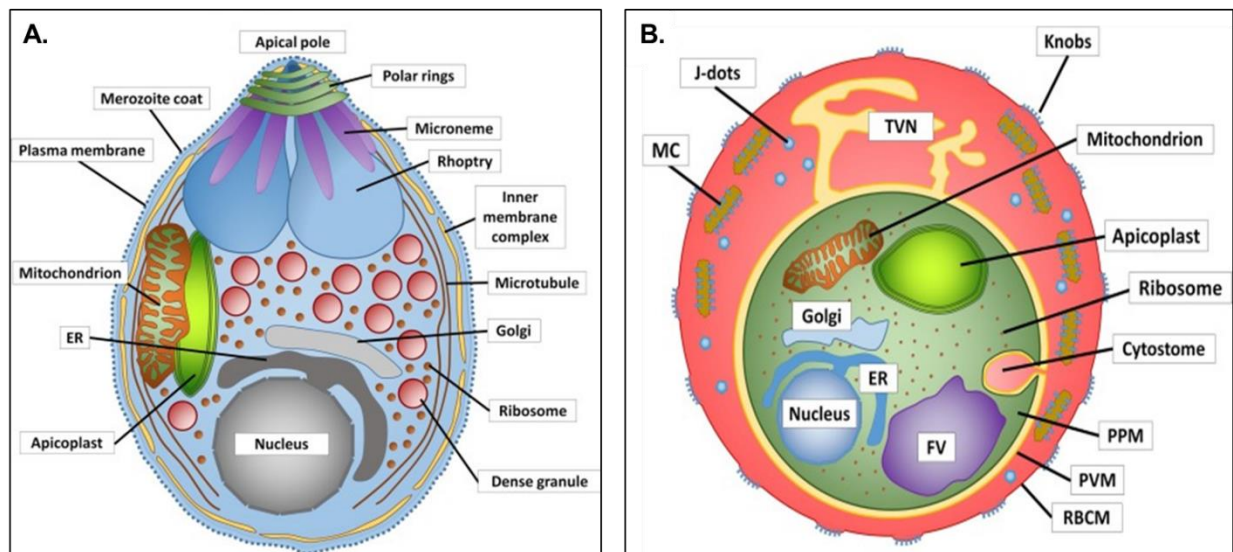 A.
Apical pole
Polar rings
Merozoite coat
Microneme
Plasma membrane
Rhoptry
Inner
membrane
complex
Mitochondrion
Microtubule
ER
Golgi
Ribosome
Apicoplast
Nucleus
Dense granule
B.
Knobs
J-dots
TVN
Mitochondrion
MC
Apicoplast
Ribosome
Golgi
Cytostome
ER
Nucleus
PPM
FV
PVM
RBCM